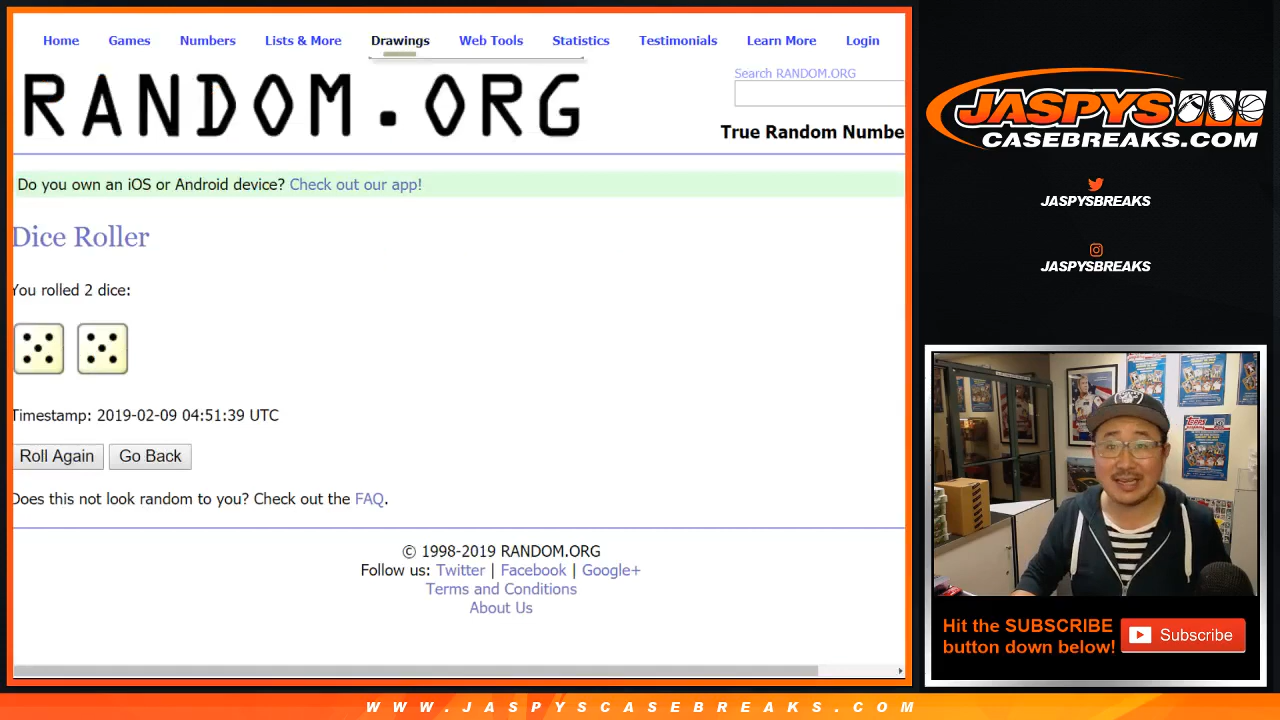 Home Games Numbers Lists & More Drawings Web Tools Statistics Testimonials Learn More Login
RANDOM.ORG
Search RANDOM.ORG
True Random Numbe
Do you own an iOS or Android device? Check out our app!
Dice Roller
You rolled 2 dice:
Timestamp: 2019-02-09 04:51:39 UTC
Roll Again Go Back
Does this not look random to you? Check out the FAQ.
© 1998-2019 RANDOM.ORG
Follow us: Twitter | Facebook | Google+
Terms and Conditions
About Us
JASPYS
CASEBREAKS.COM
JASPYSBREAKS
JASPYSBREAKS
Topps
Hit the SUBSCRIBE
button down below!
Subscribe
WWW.JASPYSCASEBREAKS.COM